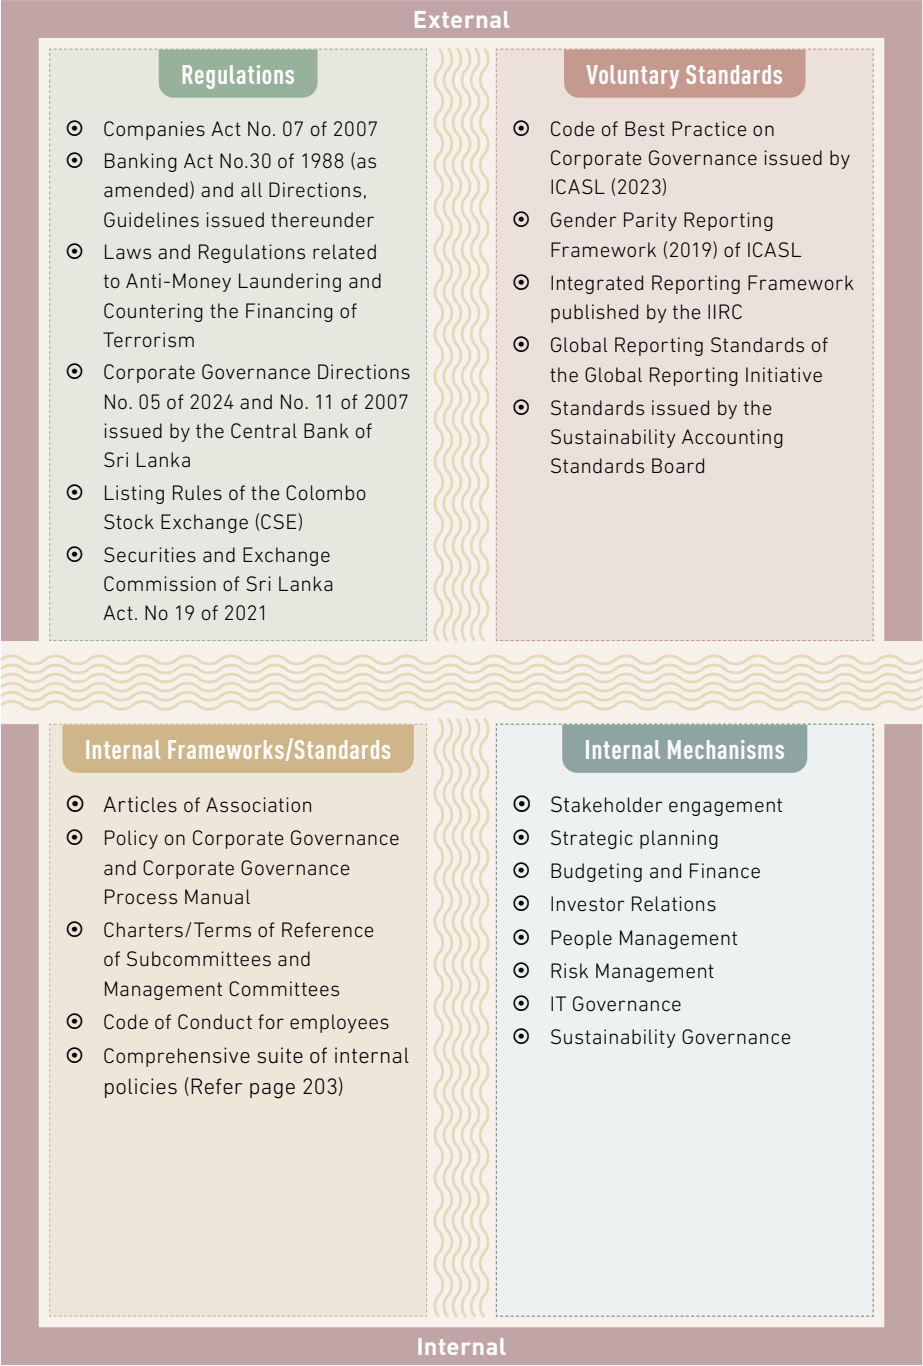 External
Regulations
Companies Act No. 07 of 2007
Banking Act No.30 of 1988 (as
amended) and all Directions,
Guidelines issued thereunder
Laws and Regulations related
to Anti-Money Laundering and
Countering the Financing of
Terrorism
Corporate Governance Directions
No. 05 of 2024 and No. 11 of 2007
issued by the Central Bank of
Sri Lanka
Listing Rules of the Colombo
Stock Exchange (CSE)
Securities and Exchange
Commission of Sri Lanka
Act. No 19 of 2021
Voluntary Standards
Code of Best Practice on
Corporate Governance issued by
ICASL (2023)
Gender Parity Reporting
Framework (2019) of ICASL
Integrated Reporting Framework
published by the IIRC
Global Reporting Standards of
the Global Reporting Initiative
Standards issued by the
Sustainability Accounting
Standards Board
Internal Frameworks/Standards
Articles of Association
Policy on Corporate Governance
and Corporate Governance
Process Manual
Charters/Terms of Reference
of Subcommittees and
Management Committees
Code of Conduct for employees
Comprehensive suite of internal
policies (Refer page 203)
Internal Mechanisms
Stakeholder engagement
Strategic planning
Budgeting and Finance
Investor Relations
People Management
Risk Management
IT Governance
Sustainability Governance
Internal